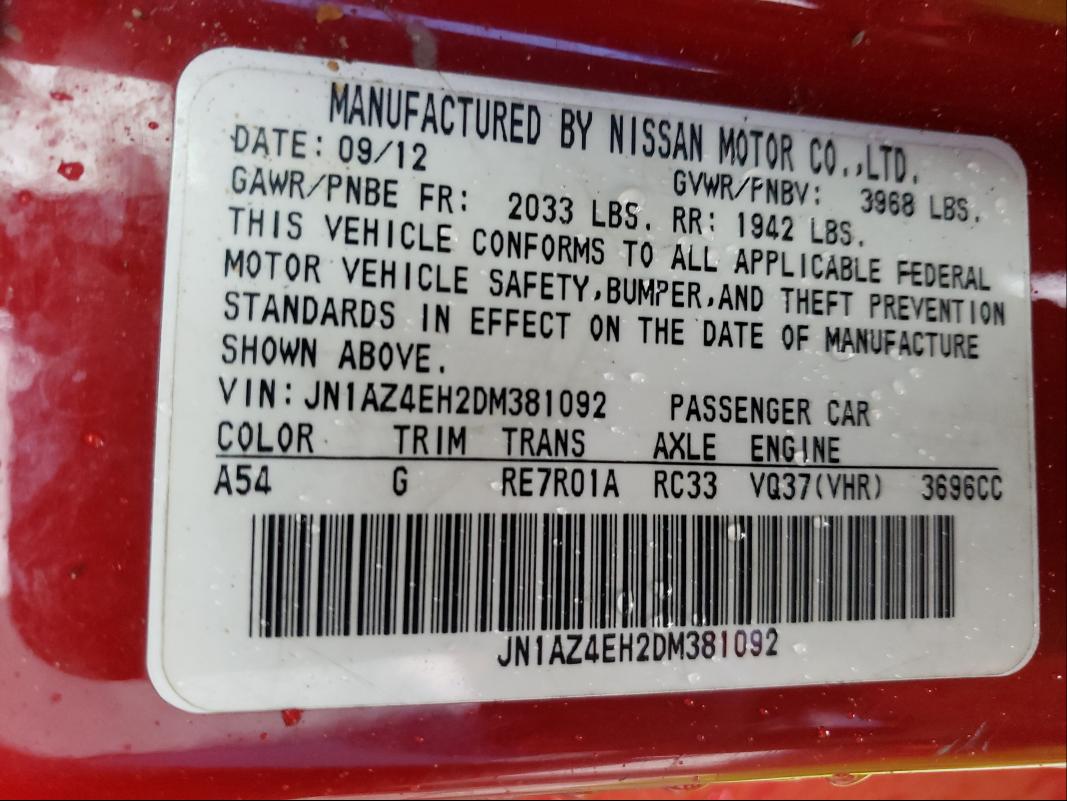 MANUFACTURED BY NISSAN MOTOR CO.,LTD.
DATE: 09/12 GVWR/PNBV: 3968 LBS.
GAWR/PNBE FR: 2033 LBS. RR: 1942 LBS.
THIS VEHICLE CONFORMS TO ALL APPLICABLE FEDERAL
MOTOR VEHICLE SAFETY,BUMPER,AND THEFT PREVENTION
STANDARDS IN EFFECT ON THE DATE OF MANUFACTURE
SHOWN ABOVE.
VIN: JN1AZ4EH2DM381092 PASSENGER CAR
COLOR TRIM TRANS AXLE ENGINE
A54 G RE7R01A RC33 VQ37(VHR) 3696CC
JN1AZ4EH2DM381092